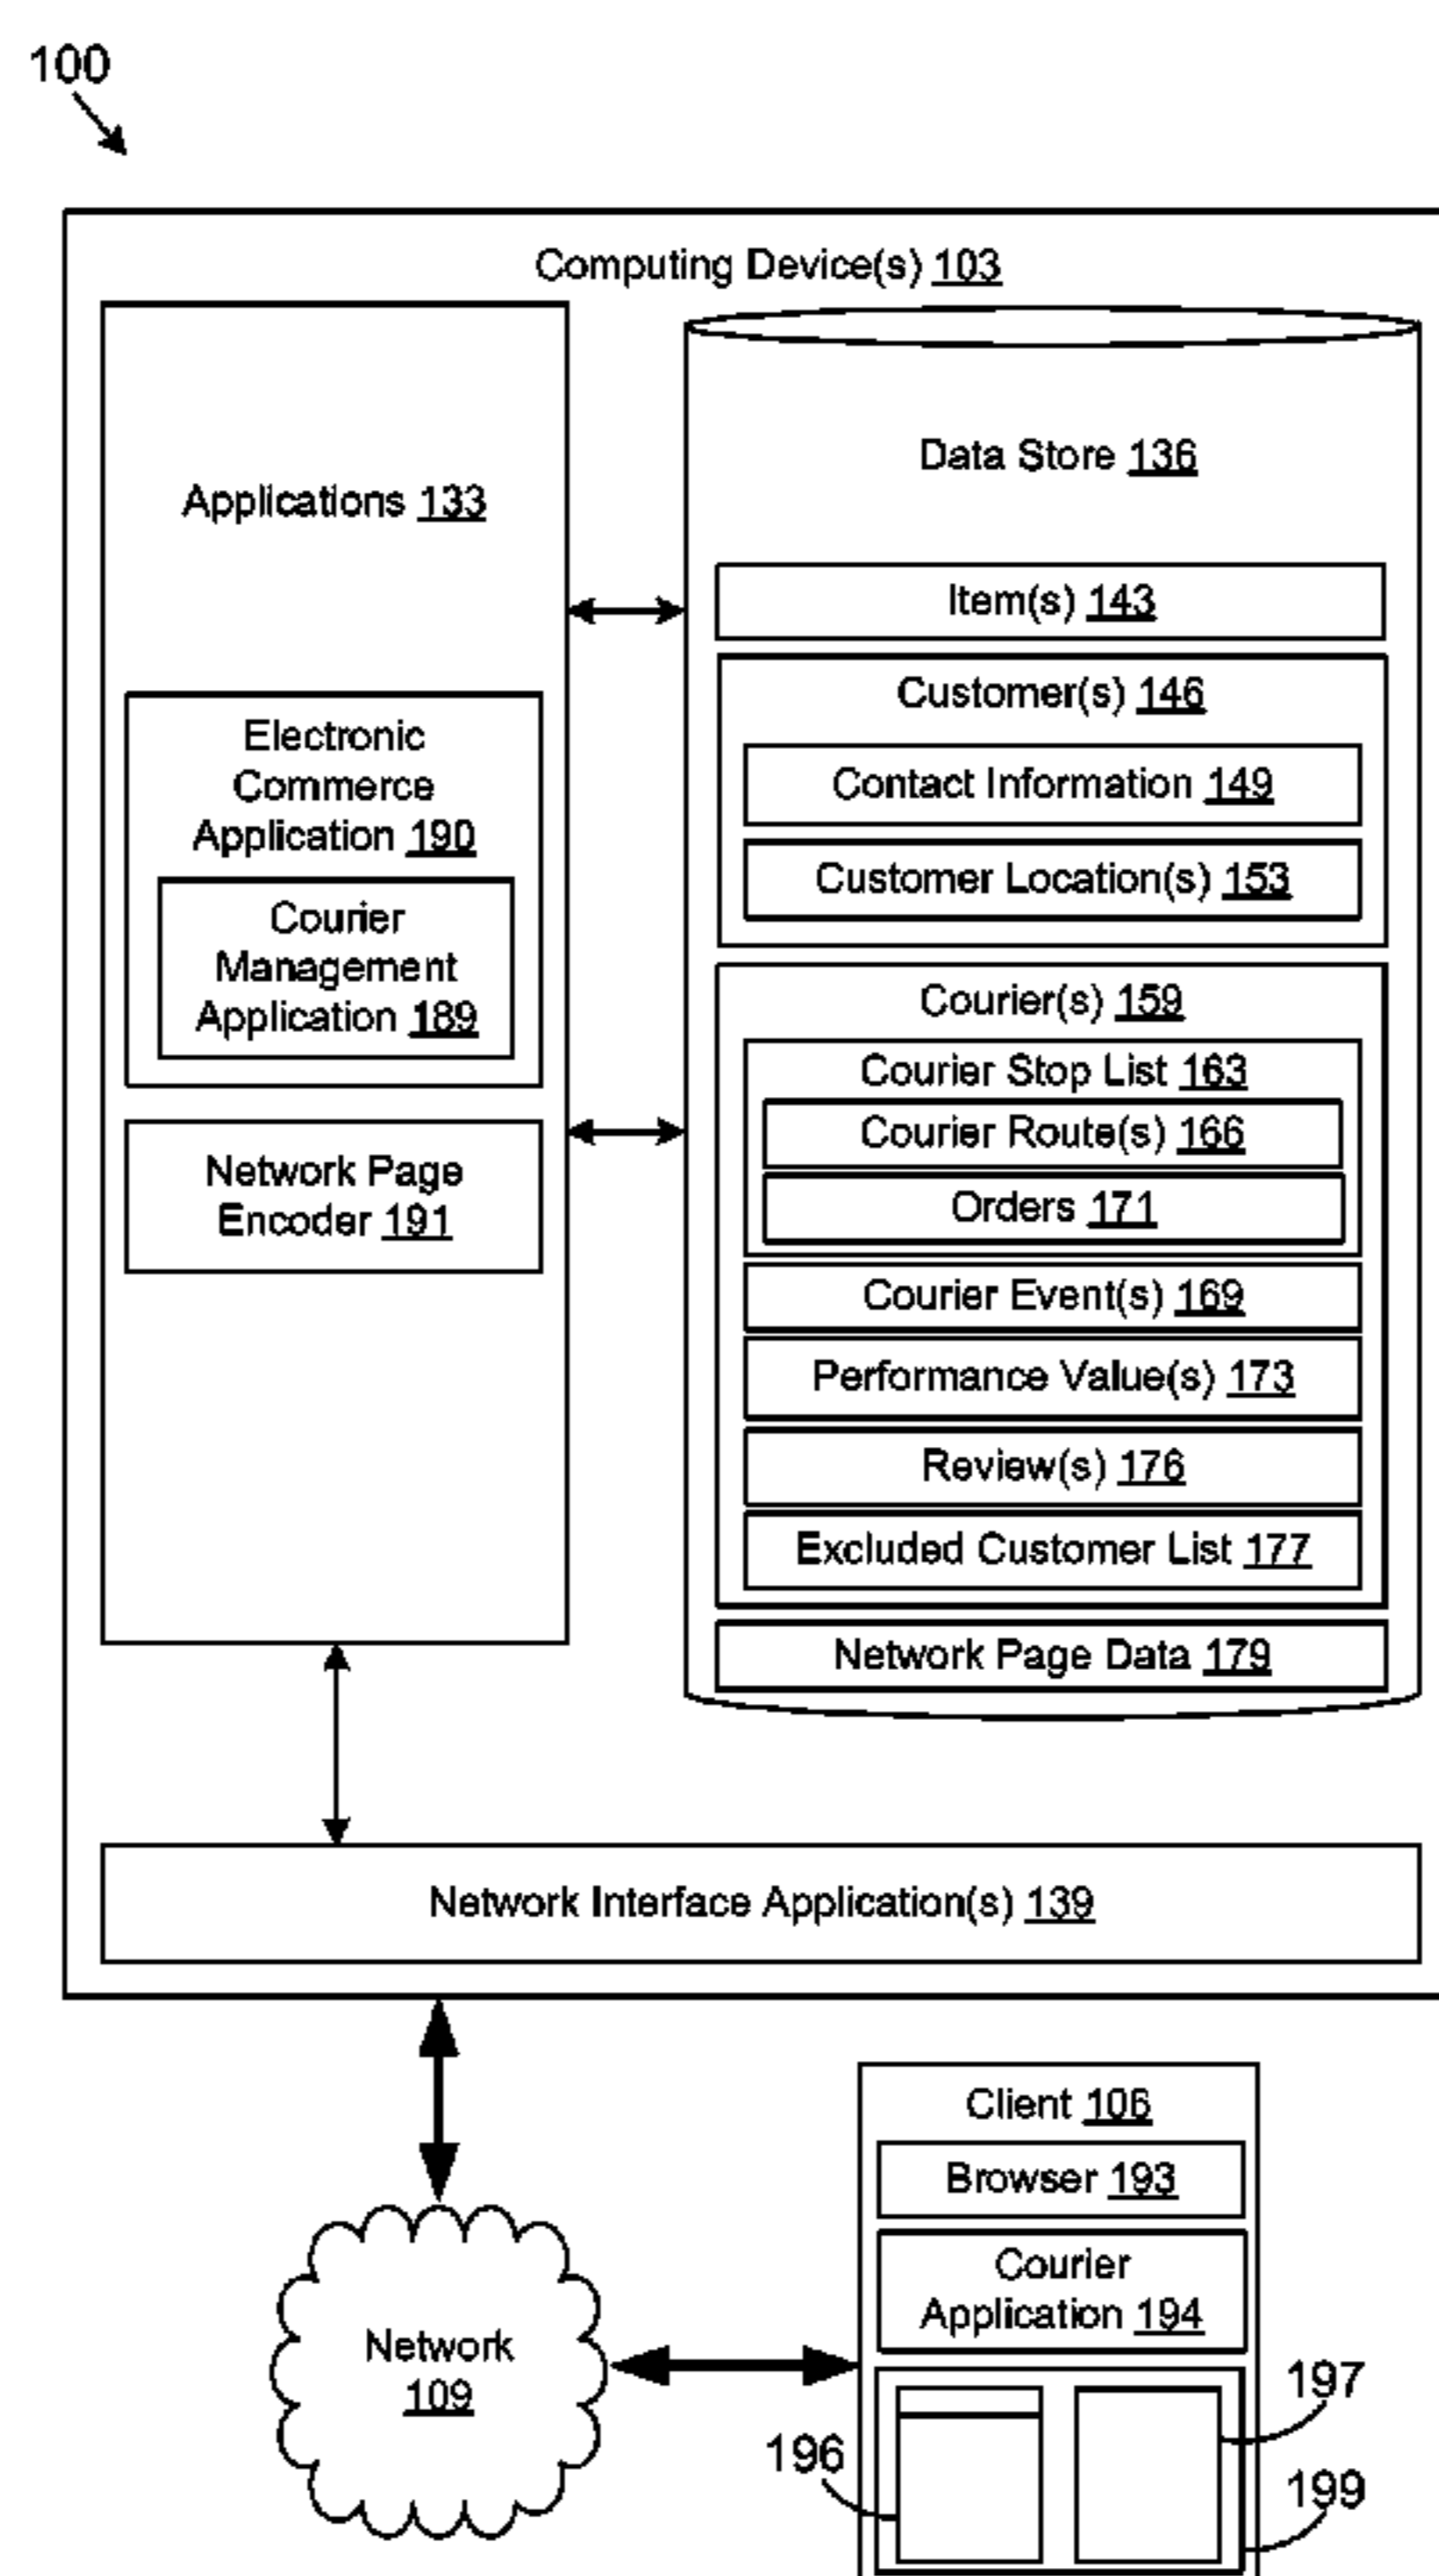 100
Computing Device(s) 103
Applications 133
Electronic
Commerce
Application 190
Courier
Management
Application 189
Network Page
Encoder 191
Data Store 136
Item(s) 143
Customer(s) 146
Contact Information 149
Customer Location(s) 153
Courier(s) 159
Courier Stop List 163
Courier Route(s) 166
Orders 171
Courier Event(s) 169
Performance Value(s) 173
Review(s) 176
Excluded Customer List 177
Network Page Data 179
Network Interface Application(s) 139
Network
109
Client 106
Browser 193
Courier
Application 194
196
197
199